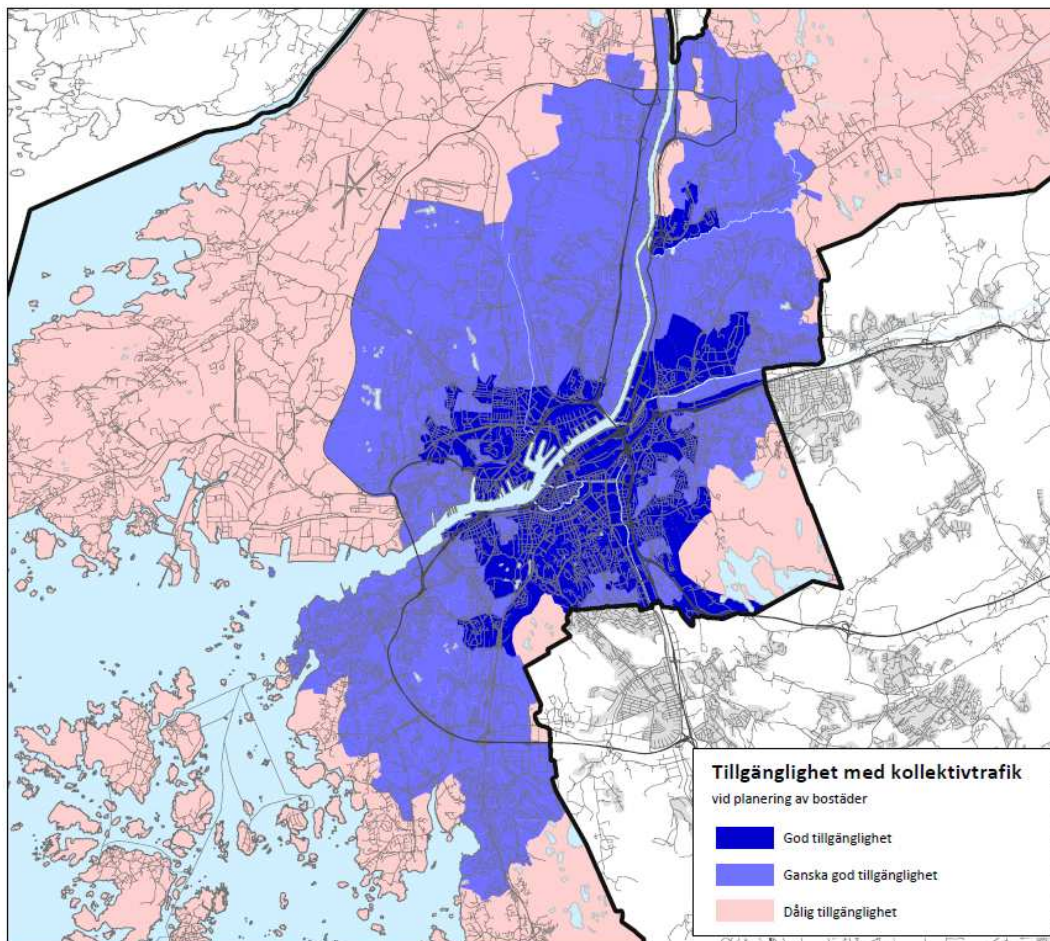 Tillgänglighet med kollektivtrafik
vid planering av bostäder
God tillgänglighet
Ganska god tillgänglighet
Dålig tillgänglighet